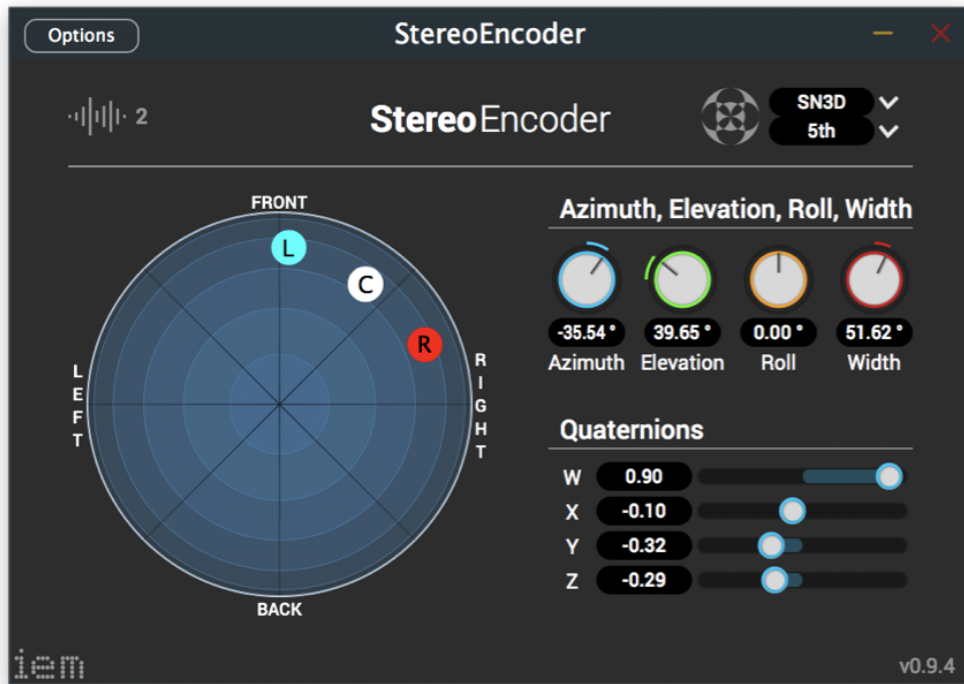 Options
StereoEncoder
2
StereoEncoder
SN3D
5th
FRONT
L
C
R
LEFT
RIGHT
BACK
Azimuth, Elevation, Roll, Width
-35.54 ° 39.65 ° 0.00 ° 51.62 °
Azimuth Elevation Roll Width
Quaternions
W 0.90
X -0.10
Y -0.32
Z -0.29
iem
v0.9.4